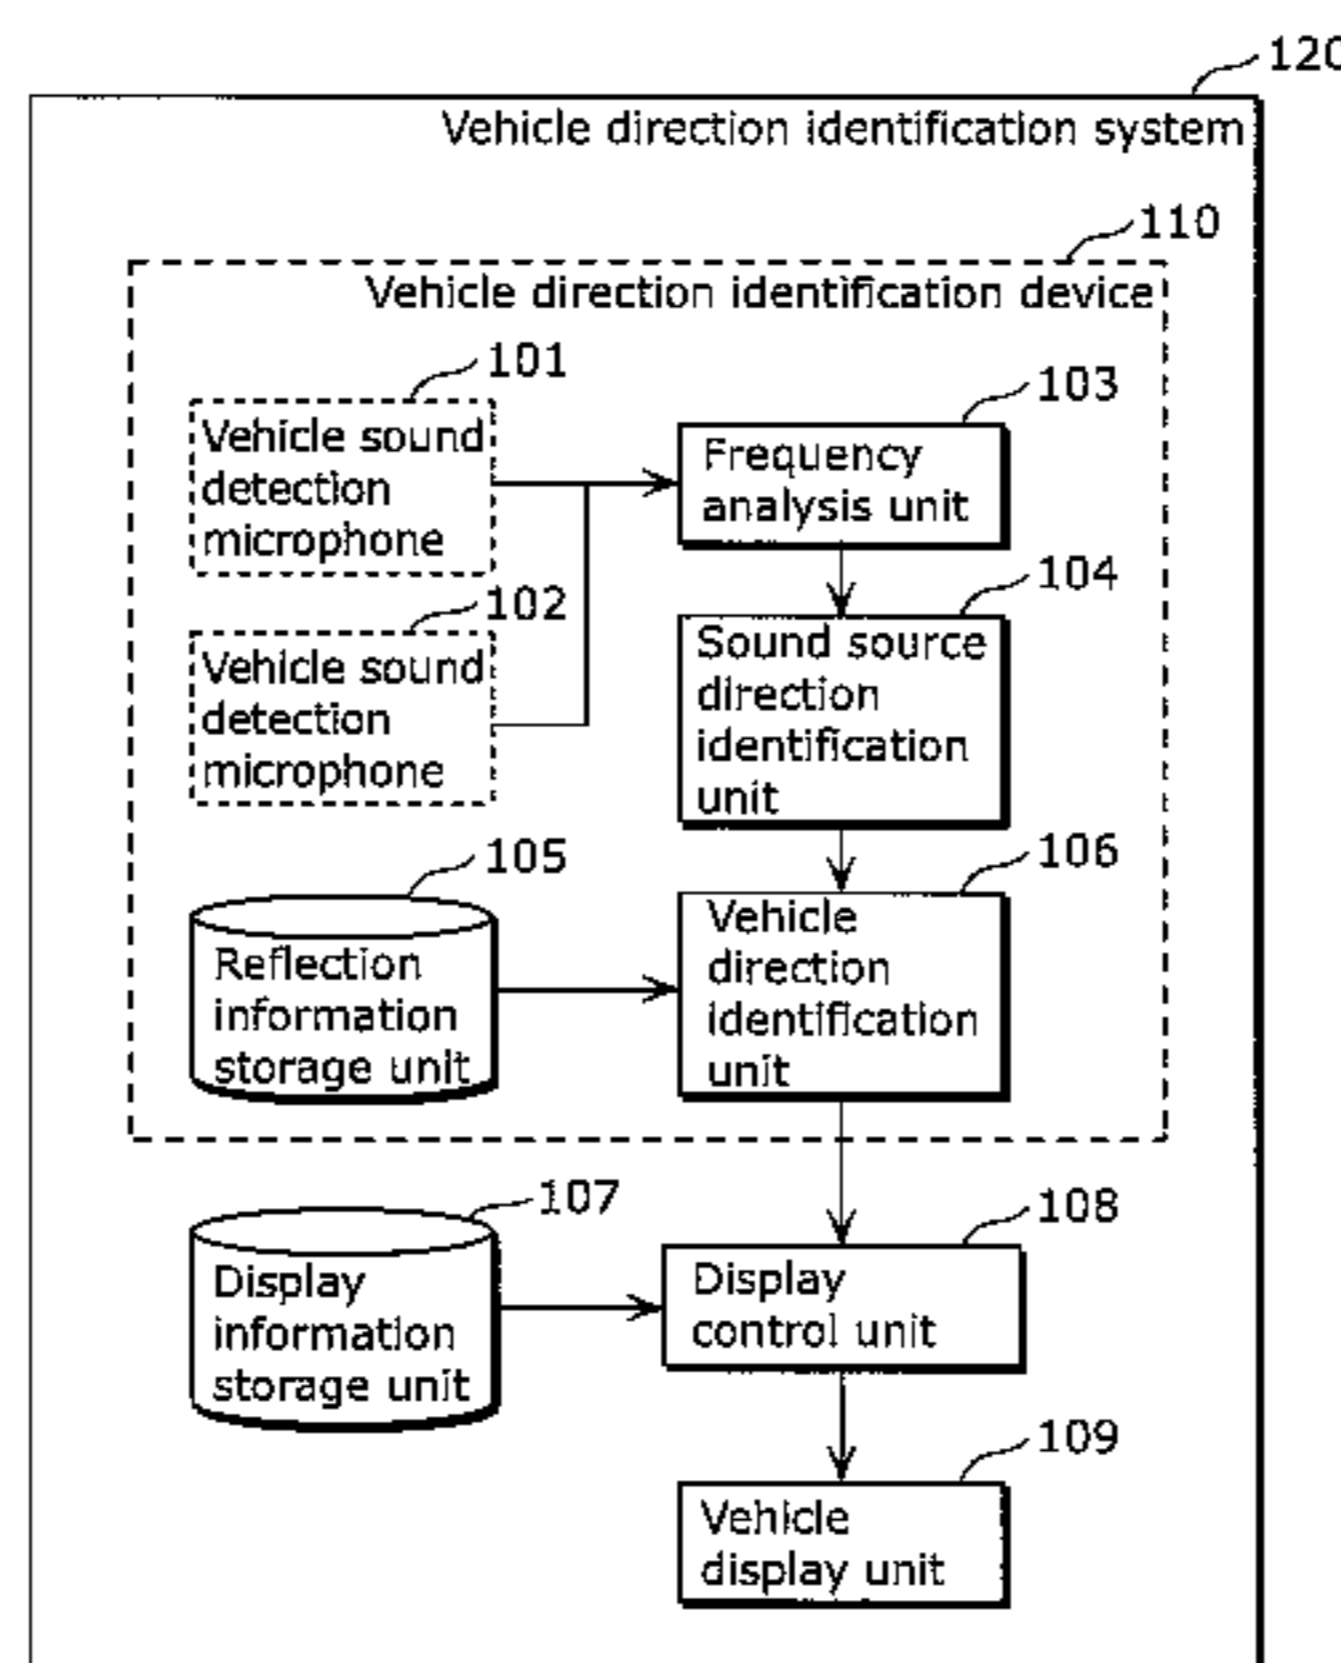 120
Vehicle direction identification system
110
Vehicle direction identification device
101
Vehicle sound
detection
microphone
103
Frequency
analysis unit
102
Vehicle sound
detection
microphone
104
Sound source
direction
identification
unit
105
Reflection
information
storage unit
106
Vehicle
direction
identification
unit
107
Display
information
storage unit
108
Display
control unit
109
Vehicle
display unit